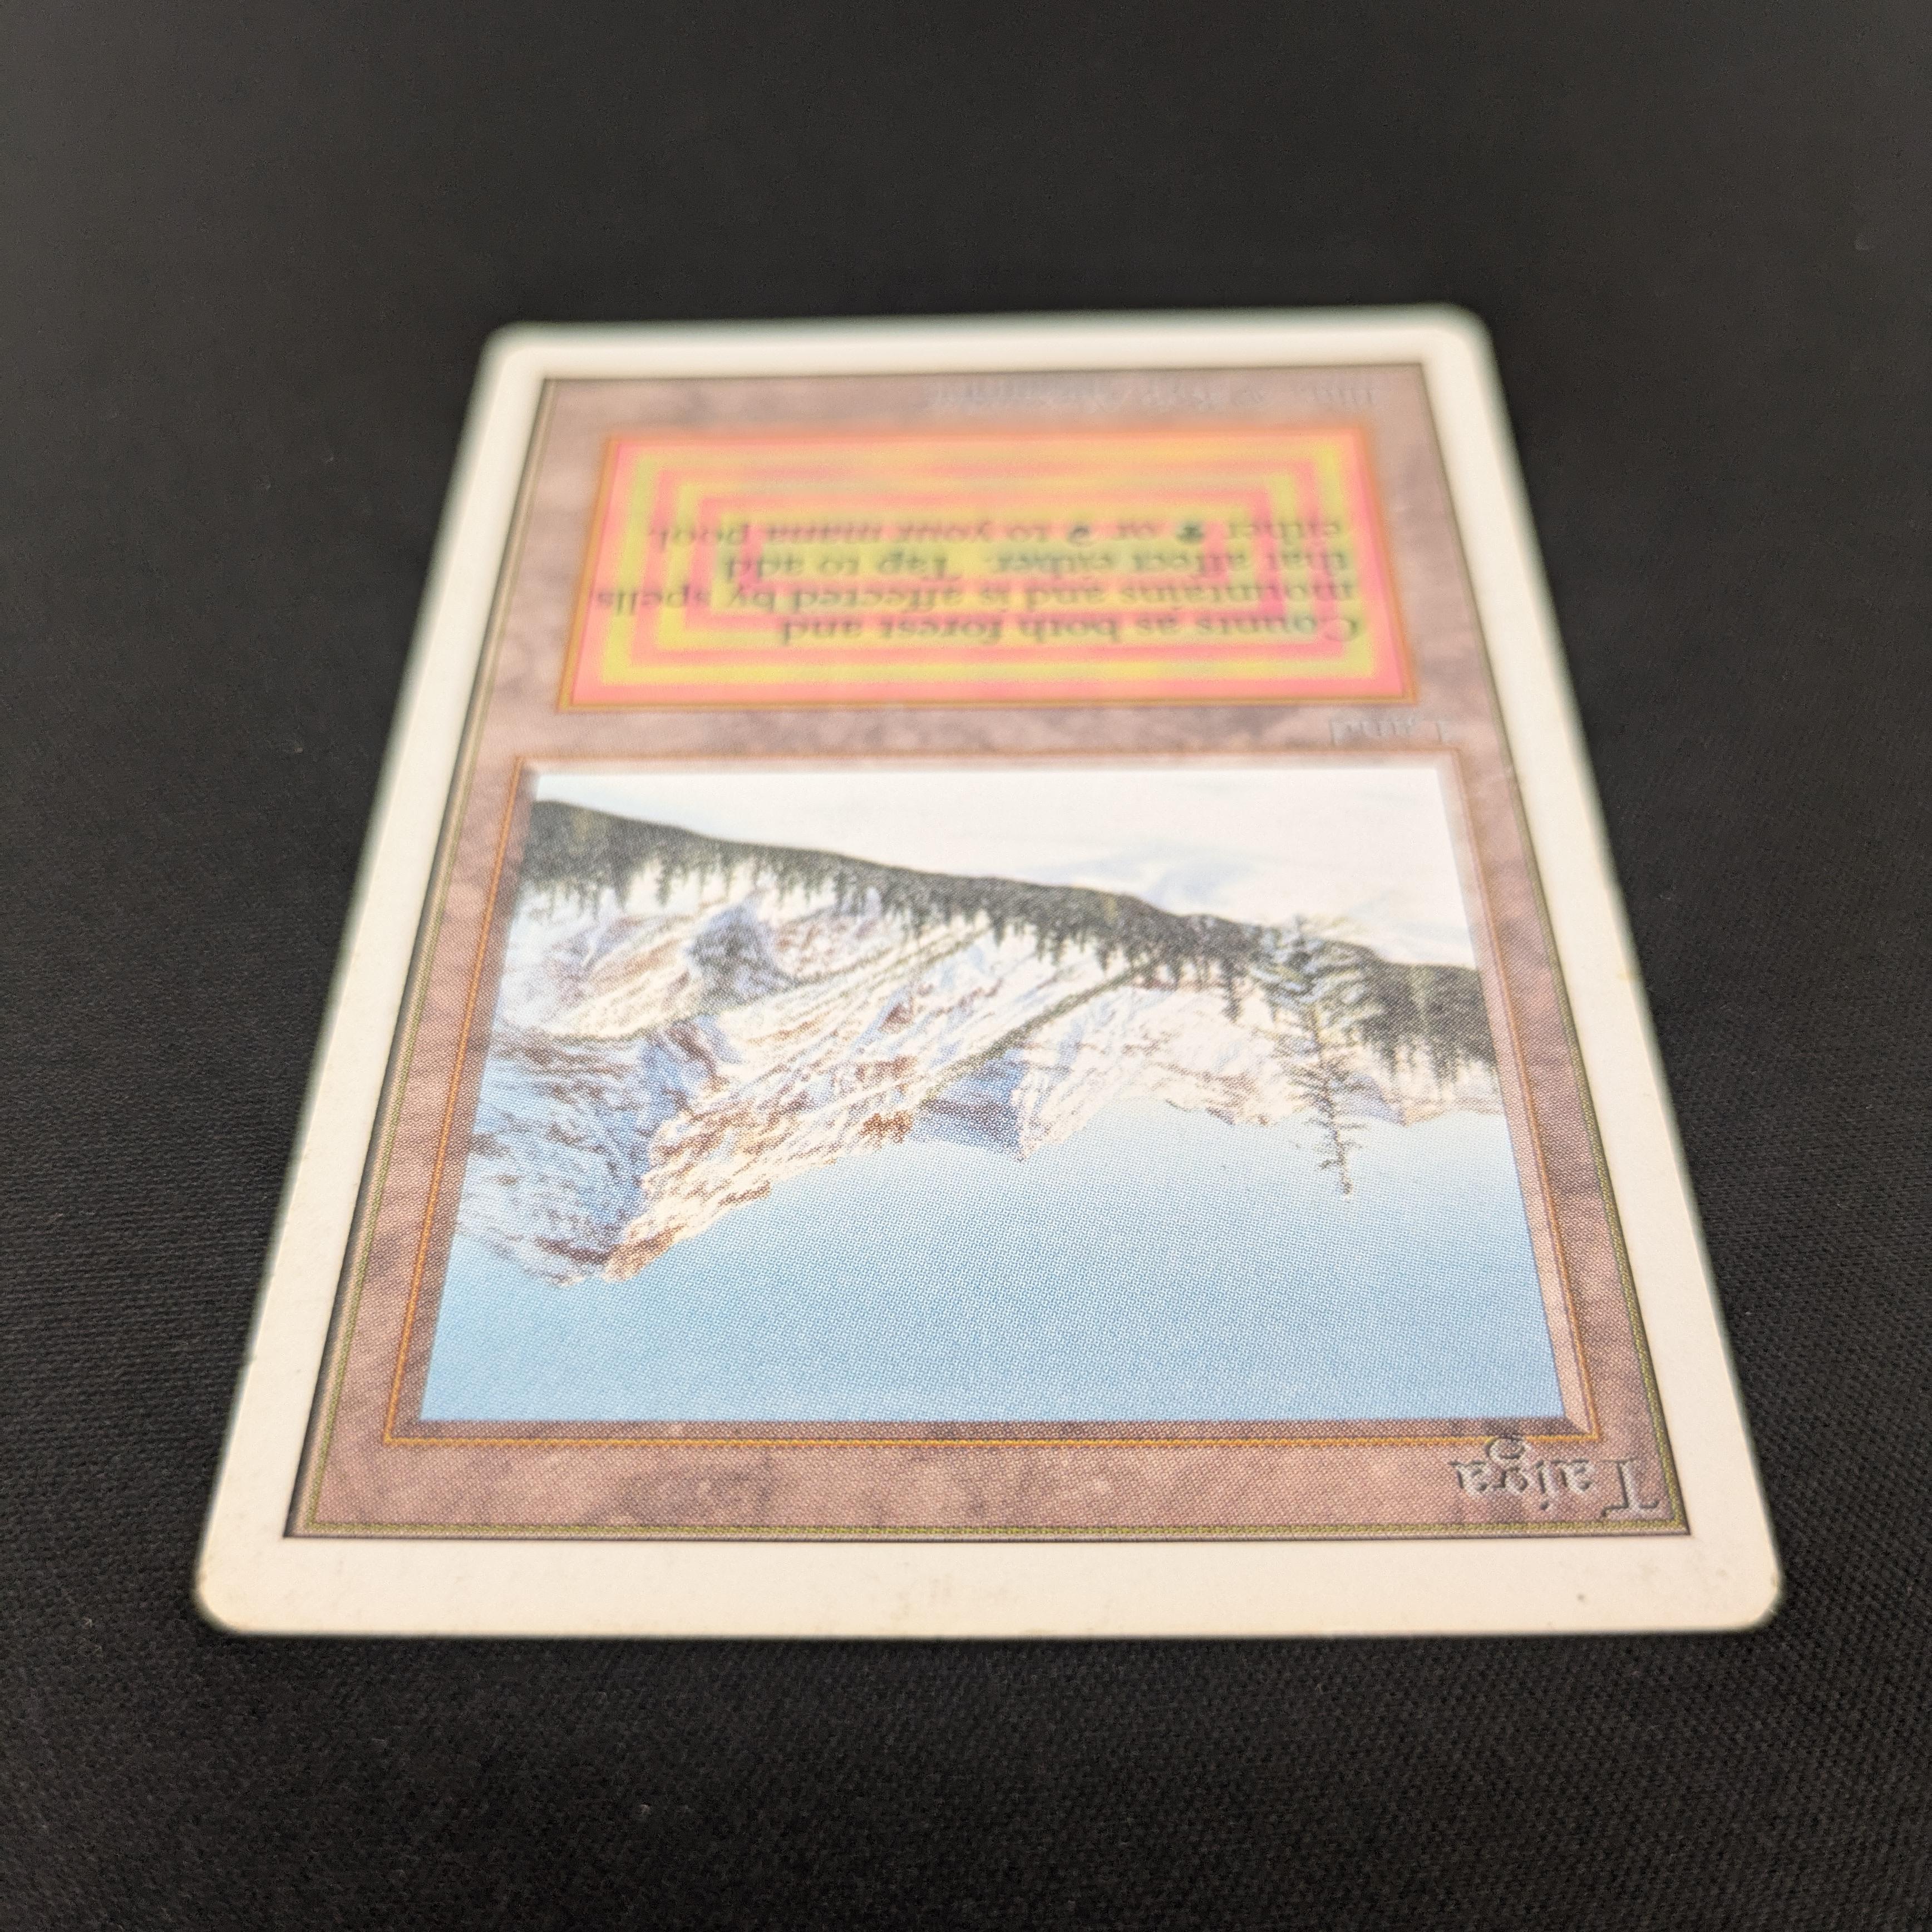 Taiga
Land
Counts as both forest and
mountains and is affected by spells
that affect either. Tap to add
either or to your mana pool.
Illus.